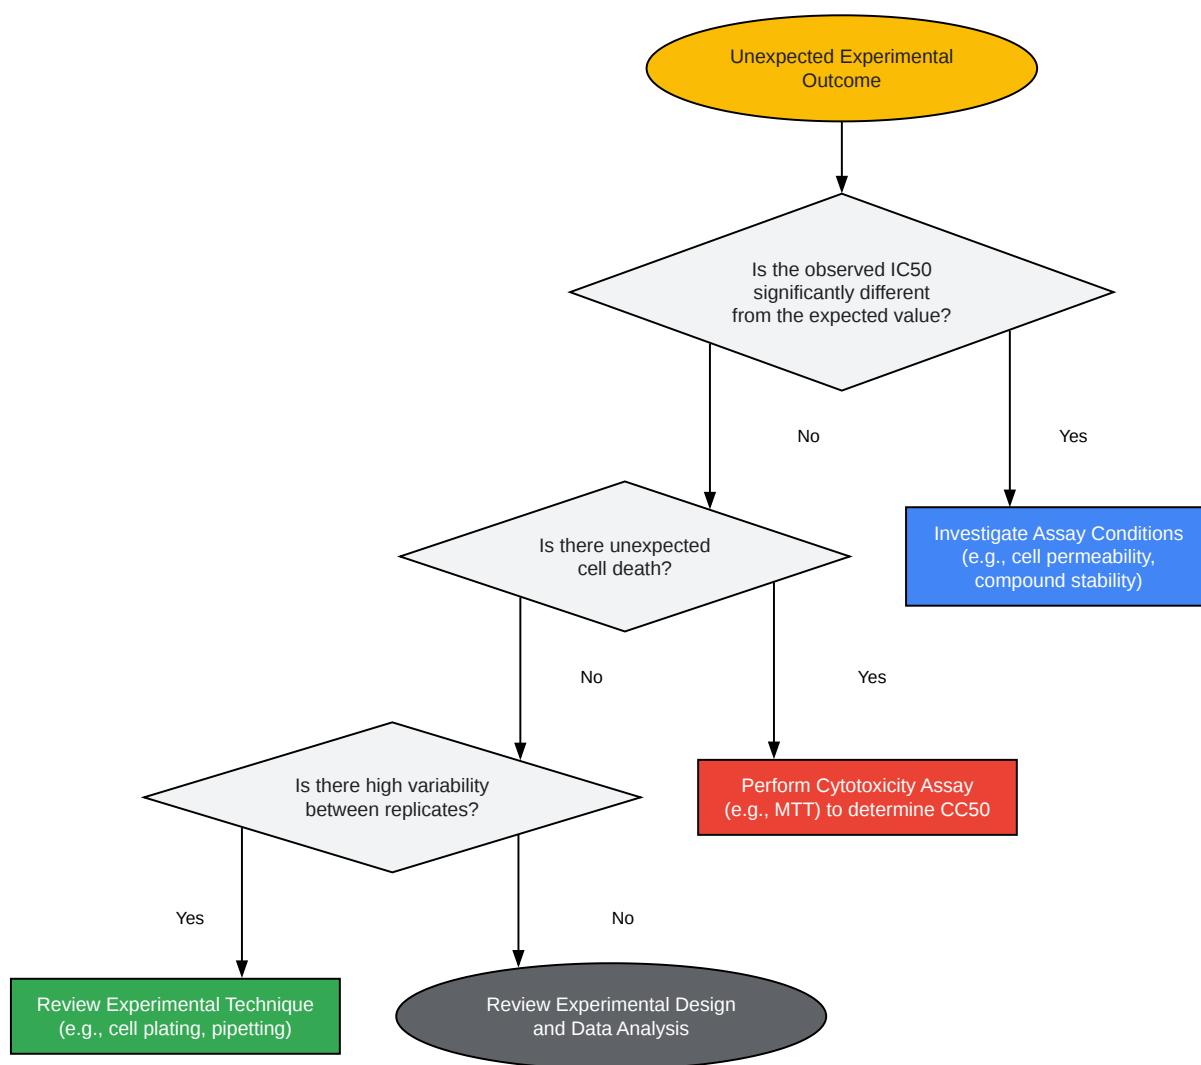 Unexpected Experimental
Outcome
Is the observed IC50
significantly different
from the expected value?
No
Yes
Is there unexpected
cell death?
Investigate Assay Conditions
(e.g., cell permeability,
compound stability)
No
Yes
Is there high variability
between replicates?
Perform Cytotoxicity Assay
(e.g., MTT) to determine CC50
Yes
No
Review Experimental Technique
(e.g., cell plating, pipetting)
Review Experimental Design
and Data Analysis